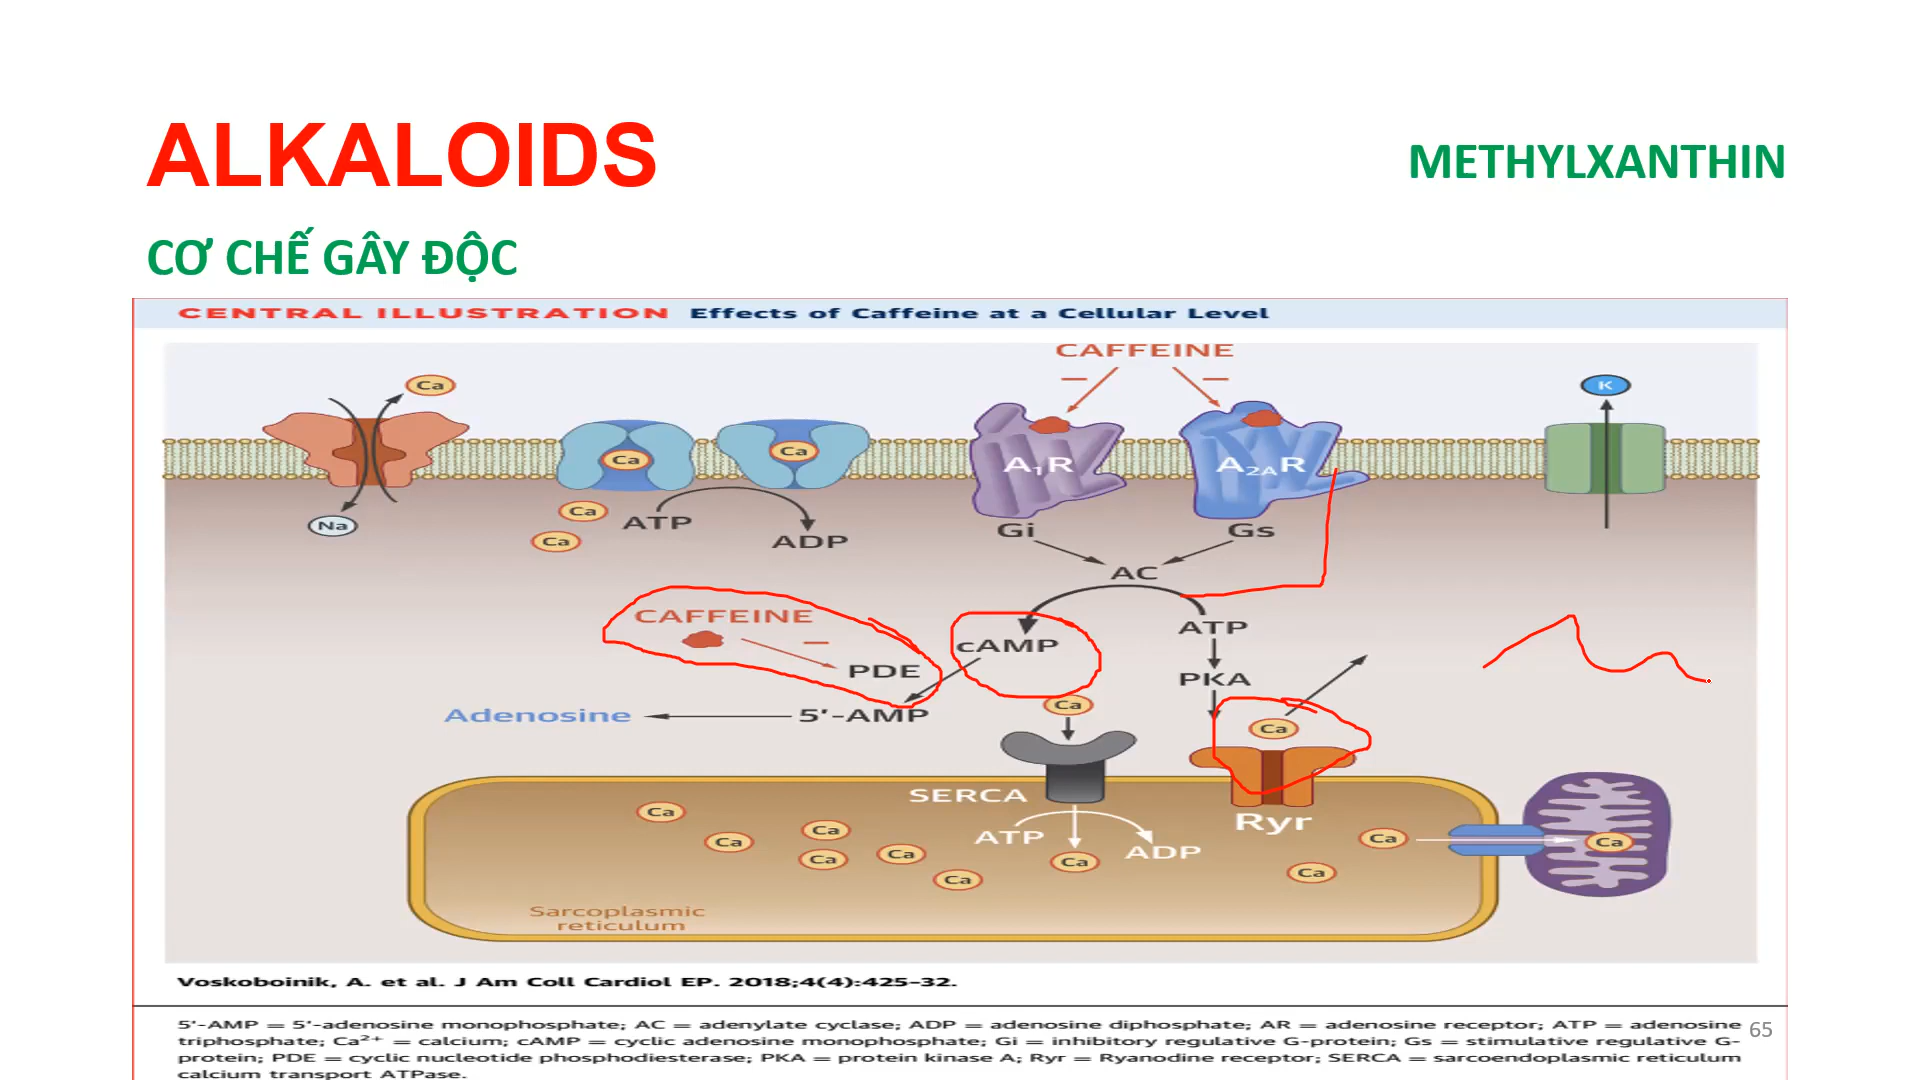 ALKALOIDS
METHYLXANTHIN
CƠ CHẾ GÂY ĐỘC
CENTRAL ILLUSTRATION Effects of Caffeine at a Cellular Level
CAFFEINE
Ca
K
Ca
Ca
A1R
A2AR
Ca
ATP
Na
Gi
Gs
Ca
ADP
AC
CAFFEINE
ATP
cAMP
PDE
PKA
Ca
Adenosine
5'-AMP
Ca
SERCA
Ca
Ryr
Ca
Ca
ATP
Ca
Ca
Ca
Ca
Ca
Ca
ADP
Ca
Ca
Ca
Sarcoplasmic
reticulum
Voskoboinik, A. et al. J Am Coll Cardiol EP. 2018;4(4):425–32.
5'-AMP = 5'-adenosine monophosphate; AC = adenylate cyclase; ADP = adenosine diphosphate; AR = adenosine receptor; ATP = adenosine
65
triphosphate; Ca2+ = calcium; cAMP = cyclic adenosine monophosphate; Gi = inhibitory regulative G-protein; Gs = stimulative regulative G-
protein; PDE = cyclic nucleotide phosphodiesterase; PKA = protein kinase A; Ryr = Ryanodine receptor; SERCA = sarcoendoplasmic reticulum
calcium transport ATPase.